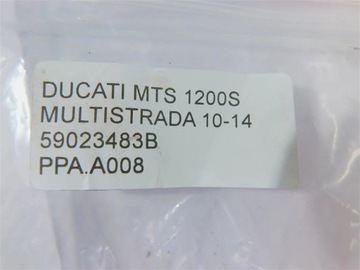 DUCATI MTS 1200S
MULTISTRADA 10-14
59023483B
PPA.A008